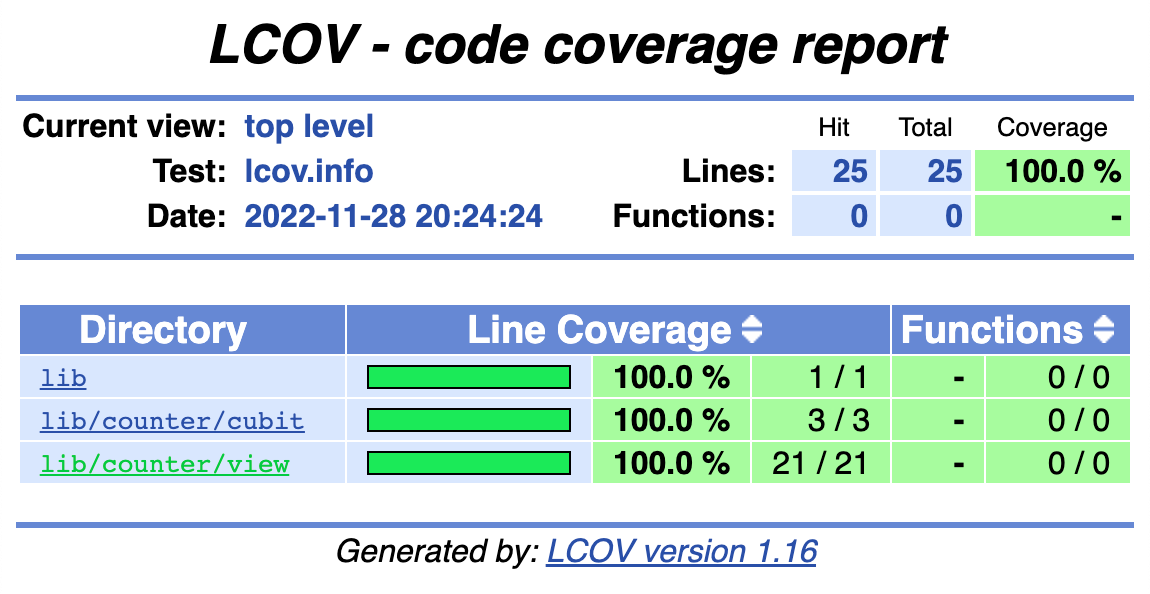 LCOV - code coverage report
Current view: top level Hit Total Coverage
Test: lcov.info Lines: 25 25 100.0 %
Date: 2022-11-28 20:24:24 Functions: 0 0 -
Directory Line Coverage Functions
lib 100.0 % 1 / 1 - 0 / 0
lib/counter/cubit 100.0 % 3 / 3 - 0 / 0
lib/counter/view 100.0 % 21 / 21 - 0 / 0
Generated by: LCOV version 1.16